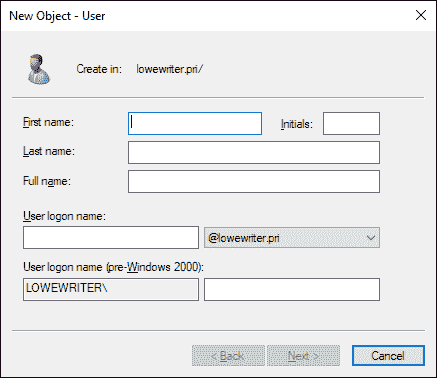 New Object - User
Create in: lowewriter.pri/
First name:
Initials:
Last name:
Full name:
User logon name:
@lowewriter.pri
User logon name (pre-Windows 2000):
LOWEWRITER\
< Back Next > Cancel